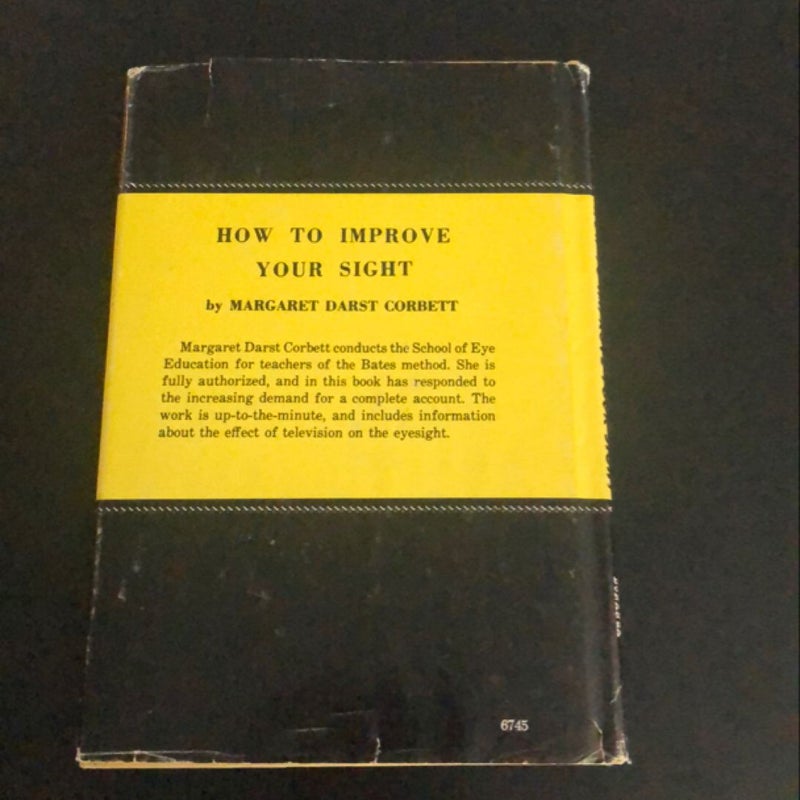 HOW TO IMPROVE
YOUR SIGHT
by MARGARET DARST CORBETT
Margaret Darst Corbett conducts the School of Eye
Education for teachers of the Bates method. She is
fully authorized, and in this book has responded to
the increasing demand for a complete account. The
work is up-to-the-minute, and includes information
about the effect of television on the eyesight.
6745